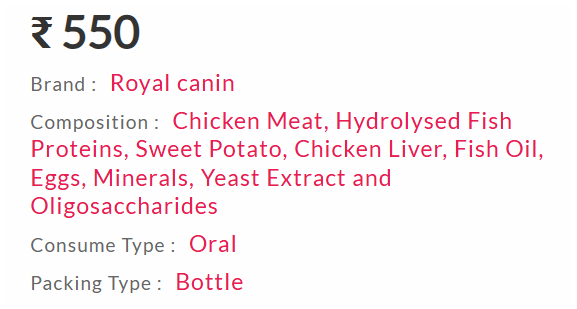 ₹ 550
Brand : Royal canin
Composition : Chicken Meat, Hydrolysed Fish
Proteins, Sweet Potato, Chicken Liver, Fish Oil,
Eggs, Minerals, Yeast Extract and
Oligosaccharides
Consume Type : Oral
Packing Type : Bottle